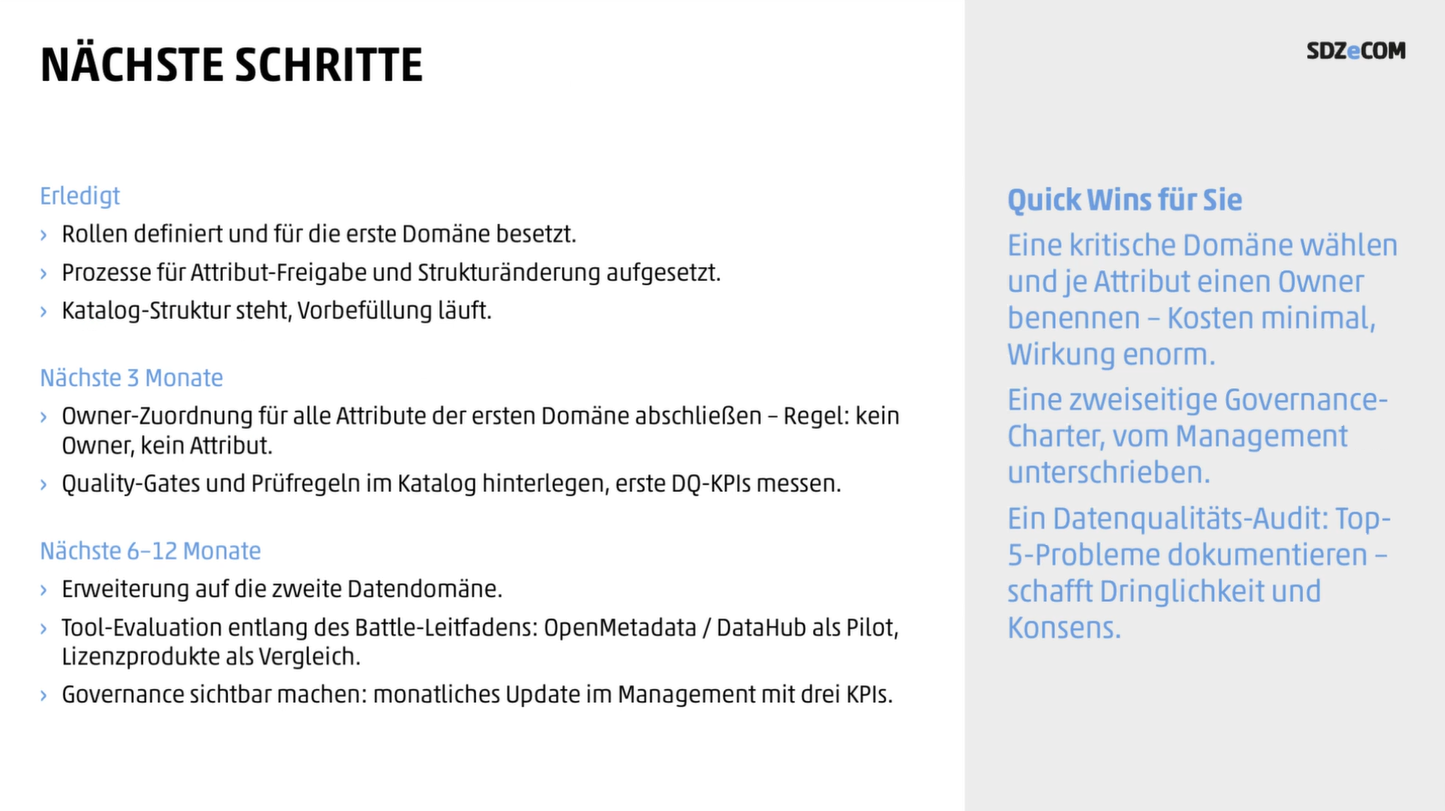 NÄCHSTE SCHRITTE
SDZeCOM
Erledigt
› Rollen definiert und für die erste Domäne besetzt.
› Prozesse für Attribut-Freigabe und Strukturänderung aufgesetzt.
› Katalog-Struktur steht, Vorbefüllung läuft.
Nächste 3 Monate
› Owner-Zuordnung für alle Attribute der ersten Domäne abschließen – Regel: kein
Owner, kein Attribut.
› Quality-Gates und Prüfregeln im Katalog hinterlegen, erste DQ-KPIs messen.
Nächste 6–12 Monate
› Erweiterung auf die zweite Datendomäne.
› Tool-Evaluation entlang des Battle-Leitfadens: OpenMetadata / DataHub als Pilot,
Lizenzprodukte als Vergleich.
› Governance sichtbar machen: monatliches Update im Management mit drei KPIs.
Quick Wins für Sie
Eine kritische Domäne wählen
und je Attribut einen Owner
benennen – Kosten minimal,
Wirkung enorm.
Eine zweiseitige Governance-
Charter, vom Management
unterschrieben.
Ein Datenqualitäts-Audit: Top-
5-Probleme dokumentieren –
schafft Dringlichkeit und
Konsens.